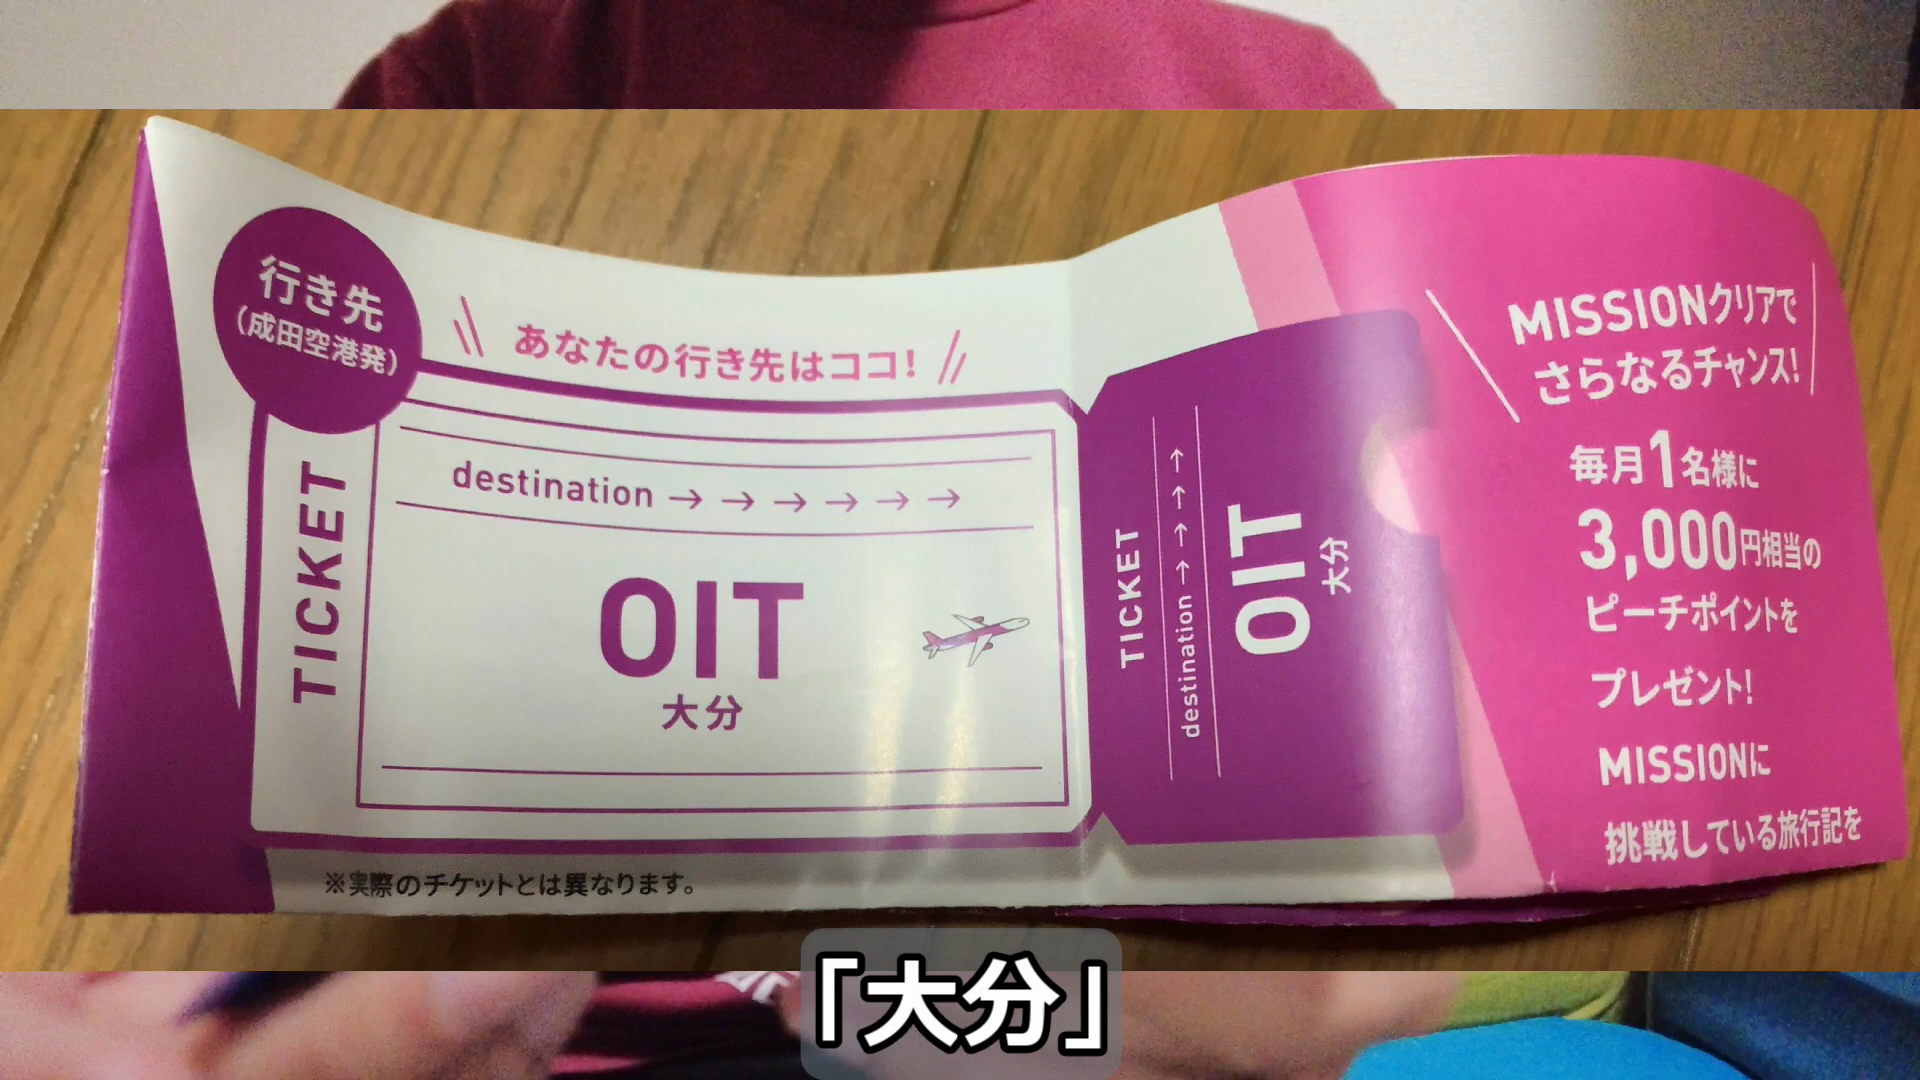 行き先
(成田空港発)
あなたの行き先はココ!
TICKET
destination → → → → → →
OIT
大分
※実際のチケットとは異なります。
TICKET
destination → → → → →
OIT
大分
MISSIONクリアで
さらなるチャンス!
毎月1名様に
3,000円相当の
ピーチポイントを
プレゼント!
MISSIONに
挑戦している旅行記を
「大分」